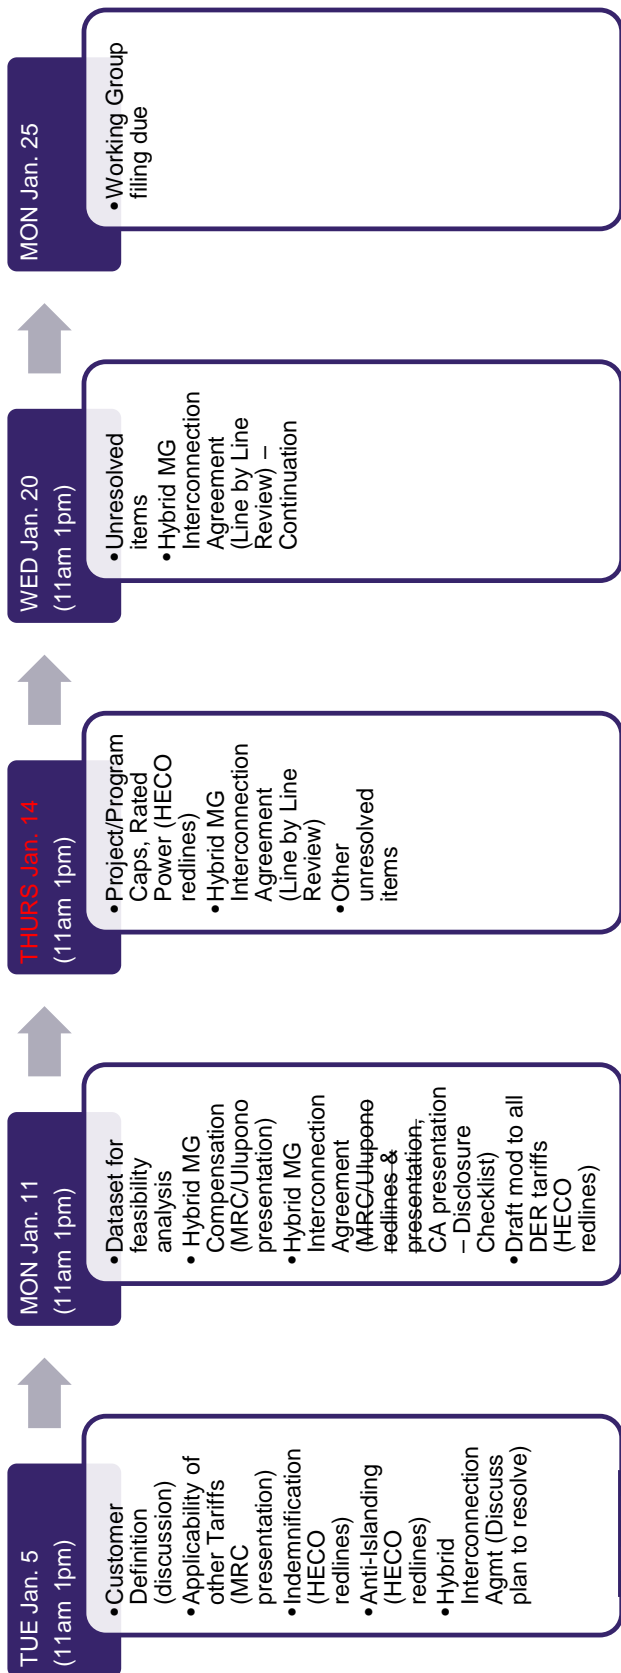 TUE Jan. 5
(11am 1pm)
•Customer
Definition
(discussion)
•Applicability of
other Tariffs
(MRC
presentation)
•Indemnification
(HECO
redlines)
•Anti-Islanding
(HECO
redlines)
•Hybrid
Interconnection
Agmt (Discuss
plan to resolve)
MON Jan. 11
(11am 1pm)
•Dataset for
feasibility
analysis
• Hybrid MG
Compensation
(MRC/Ulupono
presentation)
•Hybrid MG
Interconnection
Agreement
(MRC/Ulupono
redlines &
presentation,
CA presentation
– Disclosure
Checklist)
•Draft mod to all
DER tariffs
(HECO
redlines)
THURS Jan. 14
(11am 1pm)
•Project/Program
Caps, Rated
Power (HECO
redlines)
•Hybrid MG
Interconnection
Agreement
(Line by Line
Review)
•Other
unresolved
items
WED Jan. 20
(11am 1pm)
•Unresolved
items
•Hybrid MG
Interconnection
Agreement
(Line by Line
Review) –
Continuation
MON Jan. 25
•Working Group
filing due